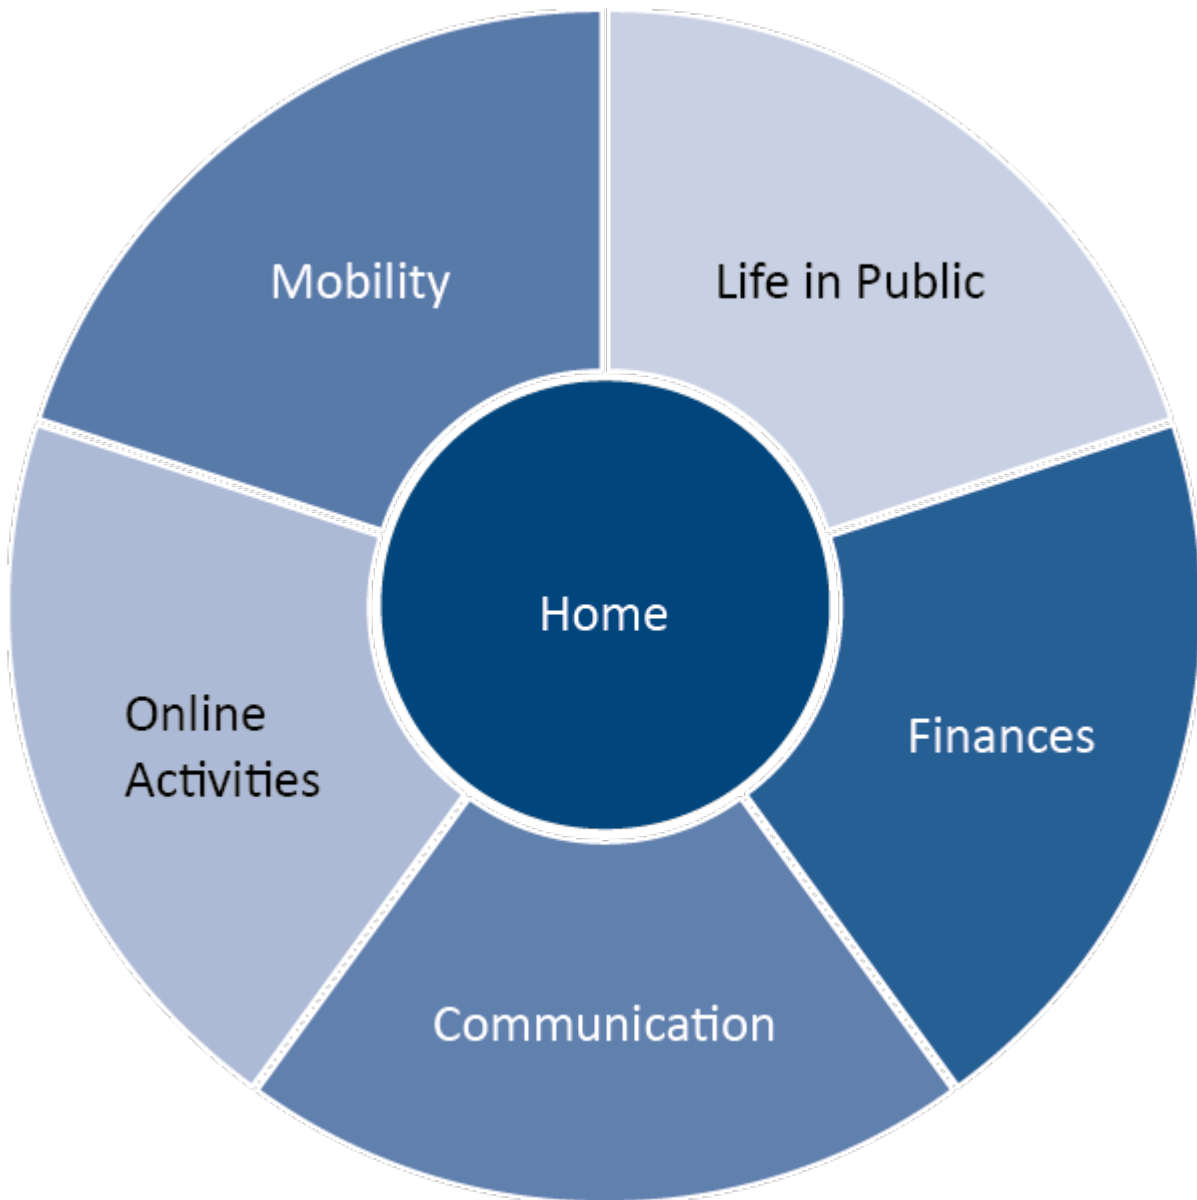 Mobility
Life in Public
Home
Online
Activities
Finances
Communication